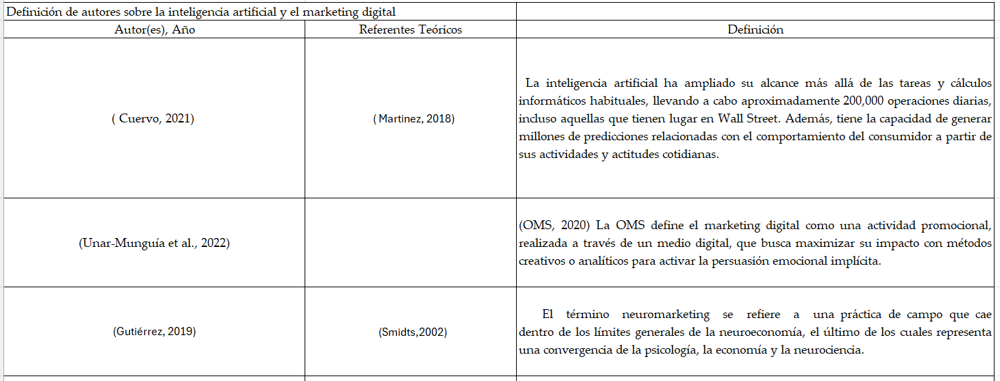 Definición de autores sobre la inteligencia artificial y el marketing digital
Autor(es), Año
Referentes Teóricos
Definición
( Cuervo, 2021)
( Martinez, 2018)
La inteligencia artificial ha ampliado su alcance más allá de las tareas y cálculos
informáticos habituales, llevando a cabo aproximadamente 200,000 operaciones diarias,
incluso aquellas que tienen lugar en Wall Street. Además, tiene la capacidad de generar
millones de predicciones relacionadas con el comportamiento del consumidor a partir de
sus actividades y actitudes cotidianas.
(Unar-Munguía et al., 2022)
(OMS, 2020) La OMS define el marketing digital como una actividad promocional,
realizada a través de un medio digital, que busca maximizar su impacto con métodos
creativos o analíticos para activar la persuasión emocional implícita.
(Gutiérrez, 2019)
(Smidts,2002)
El término neuromarketing se refiere a una práctica de campo que cae
dentro de los límites generales de la neuroeconomía, el último de los cuales representa
una convergencia de la psicología, la economía y la neurociencia.